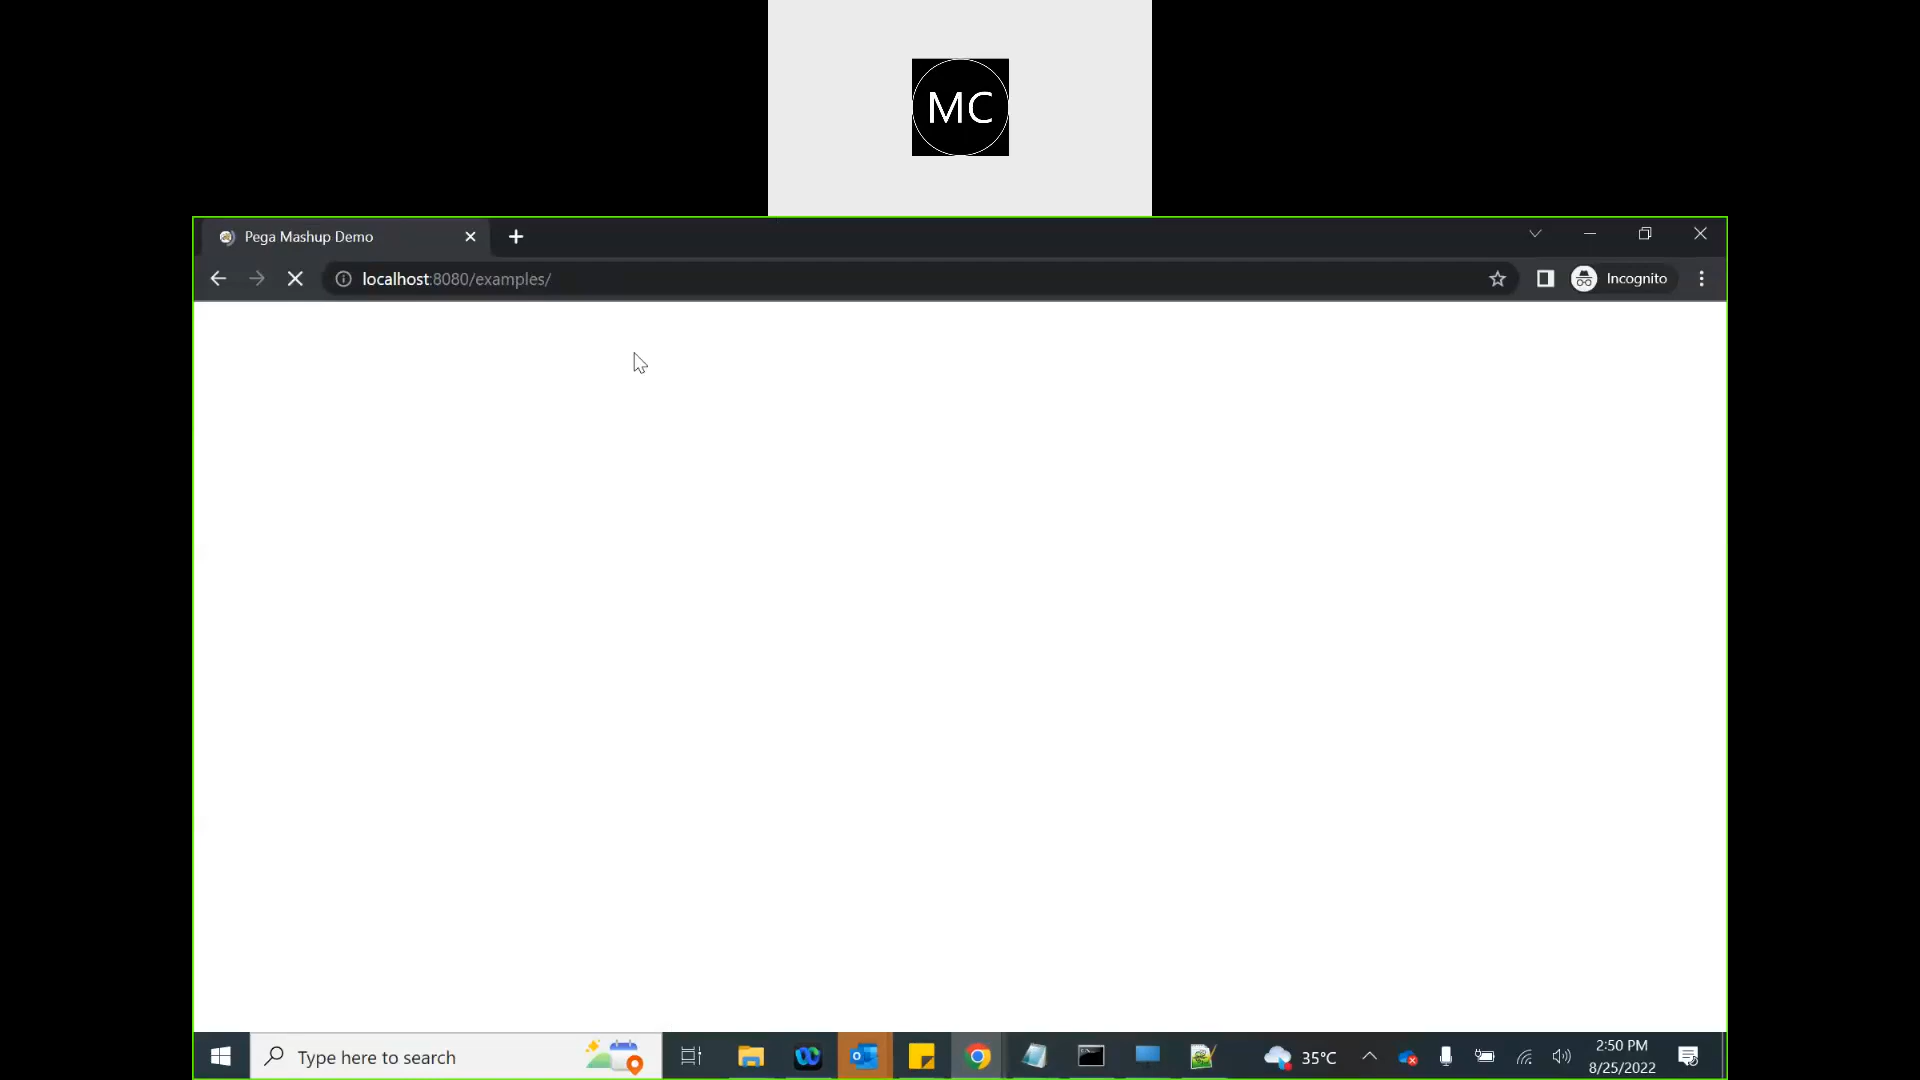 MC
Pega Mashup Demo
localhost:8080/examples/
Incognito
Type here to search
35°C
2:50 PM
8/25/2022